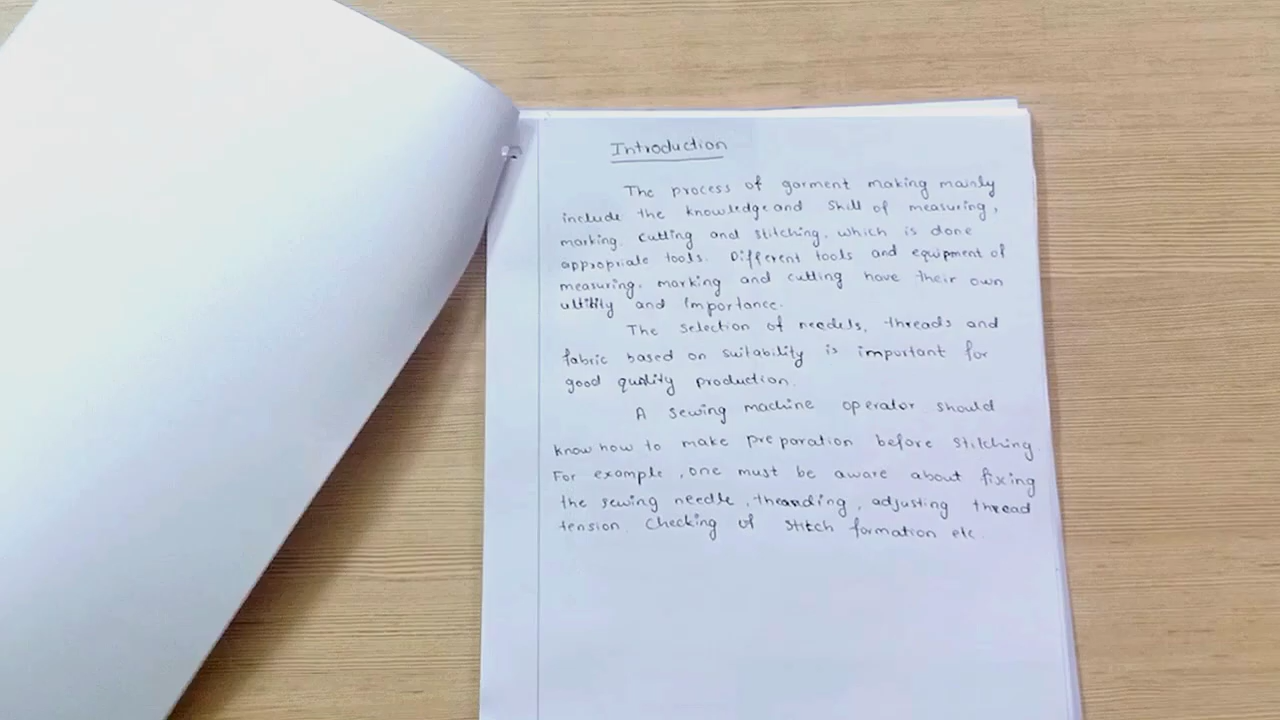 Introduction
The process of garment making mainly
include the knowledge and Shill of measuring,
marking. Cutting and stitching, which is done
appropriate tools. Different tools and equipment of
measuring. marking and cutting have their own
ultitity and importance.
The selection of needels, threads and
fabric based on suitability is important for
good quality production.
A sewing machine operator should
know how to make preparation before stitching.
For example, one must be aware about fixing
the sewing needle, threanding, adjusting thread
tension. Checking of Stitch formation etc.